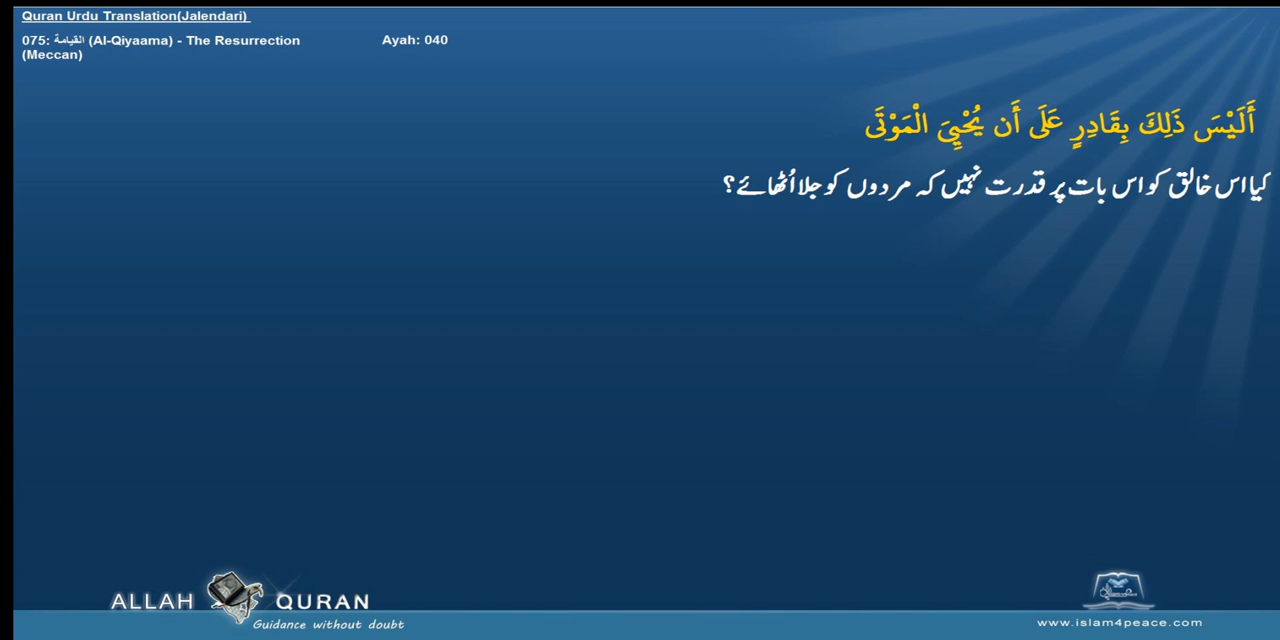 Quran Urdu Translation(Jalendari)
075: القيامة (Al-Qiyaama) - The Resurrection (Meccan)
Ayah: 040
أَلَيْسَ ذَلِكَ بِقَادِرٍ عَلَى أَن يُحْيِيَ الْمَوْتَى
کیا اس خالق کو اس بات پر قدرت نہیں کہ مردوں کو جلا اُٹھائے؟
ALLAH QURAN
Guidance without doubt
www.islam4peace.com